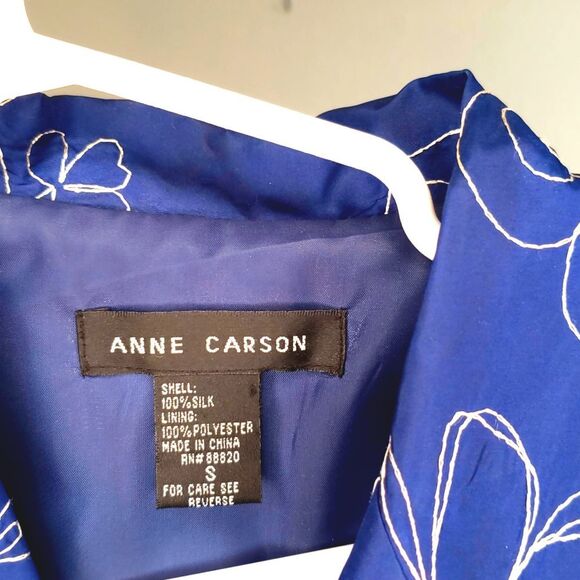 ANNE CARSON
SHELL:
100%SILK
LINING:
100%POLYESTER
MADE IN CHINA
RN#88820
S
FOR CARE SEE
REVERSE